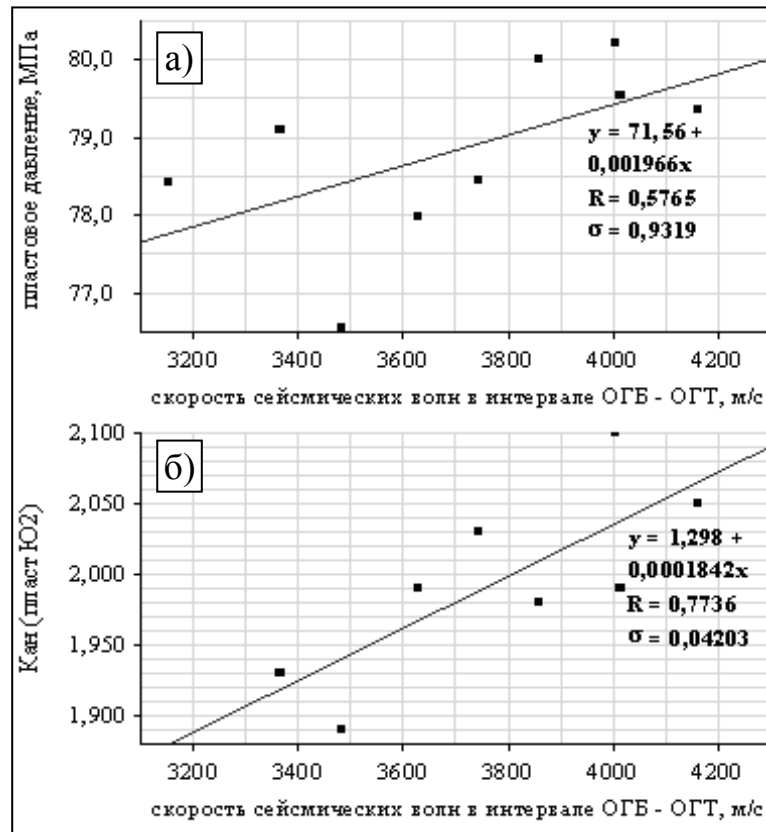 а)
пластовое давление, МПа
80,0
79,0
78,0
77,0
y = 71,56 +
0,001966x
R = 0,5765
σ = 0,9319
3200 3400 3600 3800 4000 4200
скорость сейсмических волн в интервале ОГБ - ОГТ, м/с
б)
Кан (пласт Ю2)
2,100
2,050
2,000
1,950
1,900
y = 1,298 +
0,0001842x
R = 0,7736
σ = 0,04203
3200 3400 3600 3800 4000 4200
скорость сейсмических волн в интервале ОГБ - ОГТ, м/с